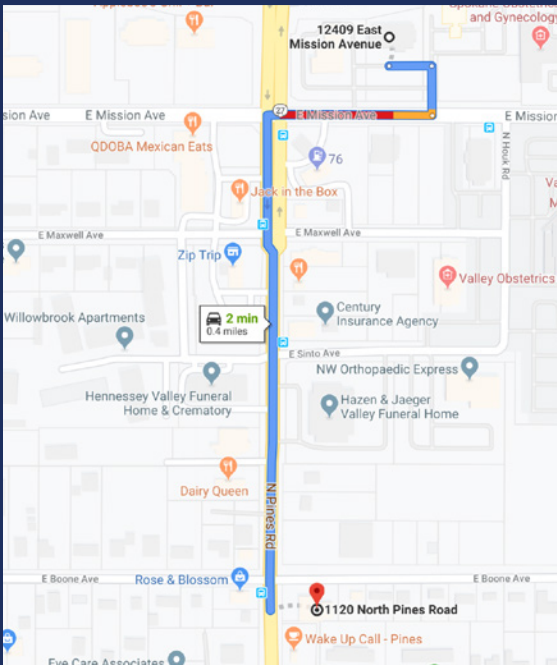 12409 East
Mission Avenue
and Gynecology
27
E Mission Ave
E Mission Ave
E Mission
QDOBA Mexican Eats
76
N Houk Rd
Jack in the Box
E Maxwell Ave
E Maxwell Ave
Zip Trip
Valley Obstetrics
Willowbrook Apartments
2 min
0.4 miles
Century
Insurance Agency
E Sinto Ave
NW Orthopaedic Express
Hennessey Valley Funeral
Home & Crematory
Hazen & Jaeger
Valley Funeral Home
Dairy Queen
N Pines Rd
E Boone Ave
Rose & Blossom
E Boone Ave
1120 North Pines Road
Wake Up Call - Pines
Eye Care Associates